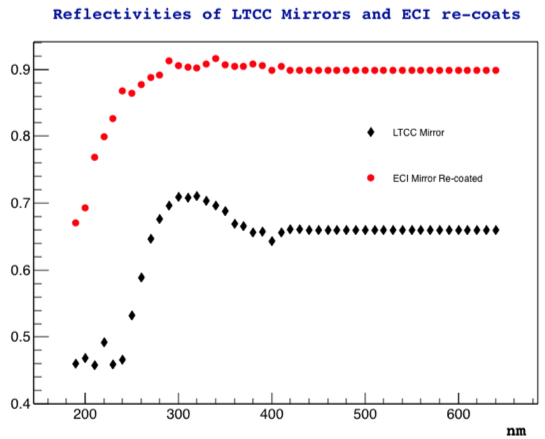 Reflectivities of LTCC Mirrors and ECI re-coats
0.9
0.8
0.7
0.6
0.5
0.4
LTCC Mirror
ECI Mirror Re-coated
200 300 400 500 600
nm